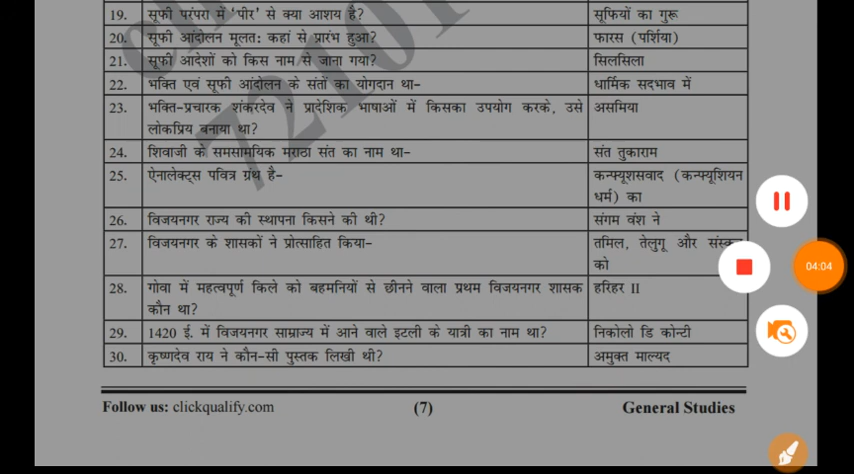 19. सूफी परंपरा में 'पीर' से क्या आशय है? सूफियों का गुरू
20. सूफी आंदोलन मूलत: कहां से प्रारंभ हुआ? फारस (पर्शिया)
21. सूफी आदेशों को किस नाम से जाना गया? सिलसिला
22. भक्ति एवं सूफी आंदोलन के संतों का योगदान था- धार्मिक सदभाव में
23. भक्ति-प्रचारक शंकरदेव ने प्रादेशिक भाषाओं में किसका उपयोग करके, उसे असमिया
लोकप्रिय बनाया था?
24. शिवाजी के समसामयिक मराठा संत का नाम था- संत तुकाराम
25. ऐनालेक्ट्स पवित्र ग्रंथ है- कन्फ्यूशसवाद (कन्फ्यूशियन
धर्म) का
26. विजयनगर राज्य की स्थापना किसने की थी? संगम वंश ने
27. विजयनगर के शासकों ने प्रोत्साहित किया- तमिल, तेलुगू और
को
28. गोवा में महत्वपूर्ण किले को बहमनियों से छीनने वाला प्रथम विजयनगर शासक हरिहर II
कौन था?
29. 1420 ई. में विजयनगर साम्राज्य में आने वाले इटली के यात्री का नाम था? निकोलो डि कोन्टी
30. कृष्णदेव राय ने कौन-सी पुस्तक लिखी थी? अमुक्त माल्यद
Follow us: clickqualify.com (7) General Studies
04:04